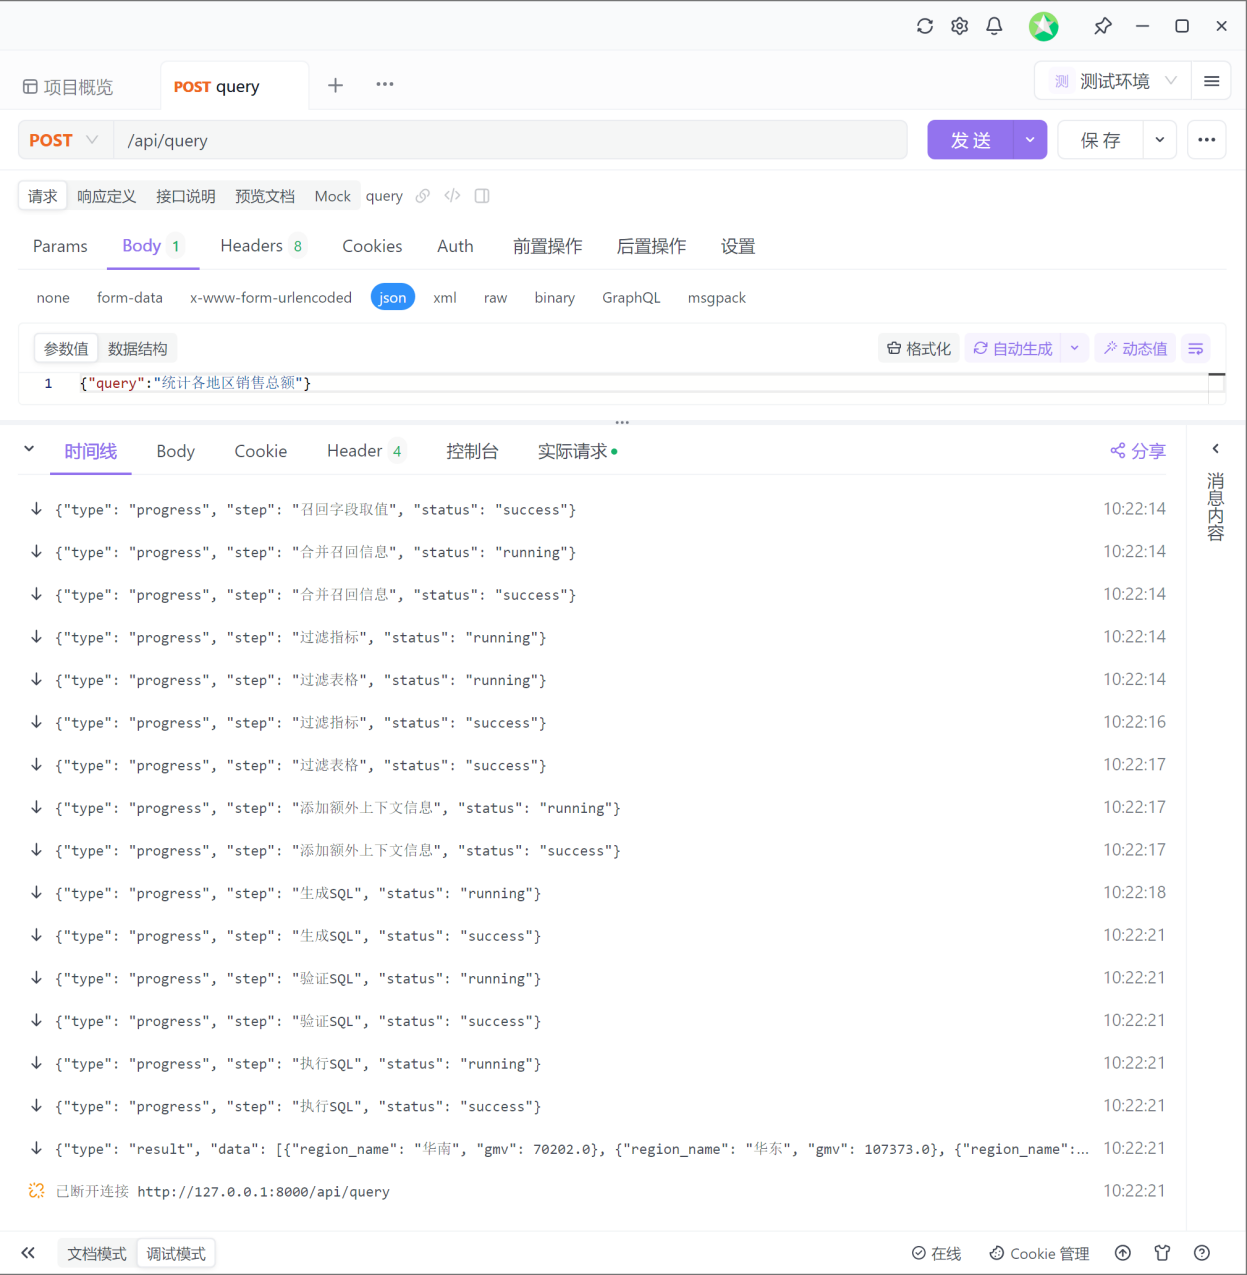 项目概览
POST query
测 测试环境
POST /api/query 发送 保存
请求 响应定义 接口说明 预览文档 Mock query
Params Body 1 Headers 8 Cookies Auth 前置操作 后置操作 设置
none form-data x-www-form-urlencoded json xml raw binary GraphQL msgpack
参数值 数据结构 格式化 自动生成 动态值
1 {"query":"统计各地区销售总额"}
时间线 Body Cookie Header 4 控制台 实际请求 分享
消息内容
{"type": "progress", "step": "召回字段取值", "status": "success"} 10:22:14
{"type": "progress", "step": "合并召回信息", "status": "running"} 10:22:14
{"type": "progress", "step": "合并召回信息", "status": "success"} 10:22:14
{"type": "progress", "step": "过滤指标", "status": "running"} 10:22:14
{"type": "progress", "step": "过滤表格", "status": "running"} 10:22:14
{"type": "progress", "step": "过滤指标", "status": "success"} 10:22:16
{"type": "progress", "step": "过滤表格", "status": "success"} 10:22:17
{"type": "progress", "step": "添加额外上下文信息", "status": "running"} 10:22:17
{"type": "progress", "step": "添加额外上下文信息", "status": "success"} 10:22:17
{"type": "progress", "step": "生成SQL", "status": "running"} 10:22:18
{"type": "progress", "step": "生成SQL", "status": "success"} 10:22:21
{"type": "progress", "step": "验证SQL", "status": "running"} 10:22:21
{"type": "progress", "step": "验证SQL", "status": "success"} 10:22:21
{"type": "progress", "step": "执行SQL", "status": "running"} 10:22:21
{"type": "progress", "step": "执行SQL", "status": "success"} 10:22:21
{"type": "result", "data": [{"region_name": "华南", "gmv": 70202.0}, {"region_name": "华东", "gmv": 107373.0}, {"region_name":... 10:22:21
已断开连接 http://127.0.0.1:8000/api/query 10:22:21
文档模式 调试模式 在线 Cookie 管理